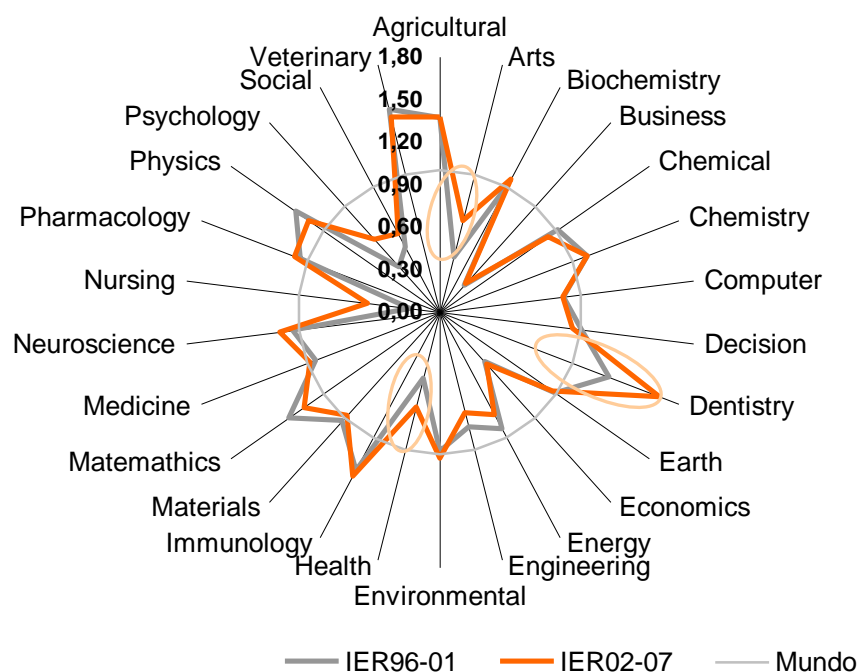 Agricultural
Veterinary
1,80
Arts
Social
Biochemistry
1,50
Psychology
Business
1,20
Physics
Chemical
0,90
Pharmacology
Chemistry
0,60
Nursing
0,30
Computer
0,00
Neuroscience
Decision
Medicine
Dentistry
Matemathics
Earth
Materials
Economics
Immunology
Energy
Health
Engineering
Environmental
IER96-01 IER02-07 Mundo